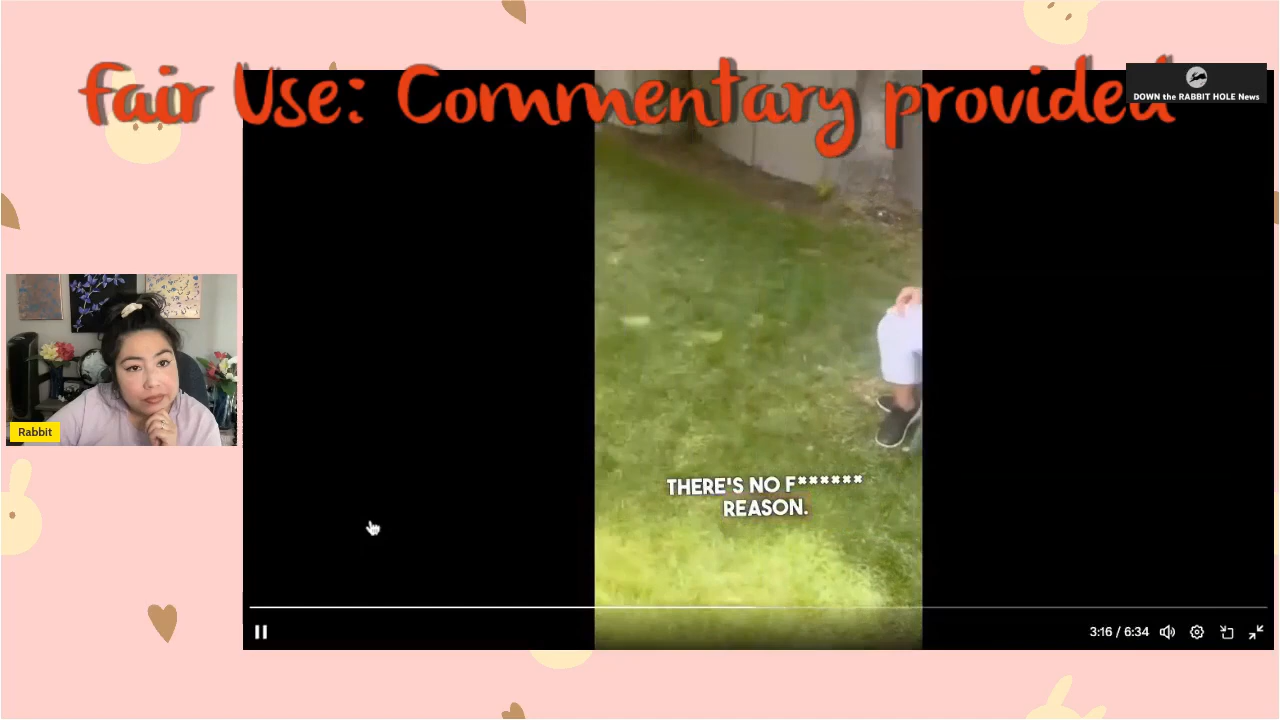 Fair Use: Commentary provided
DOWN the RABBIT HOLE News
Rabbit
THERE'S NO F******
REASON.
3:16 / 6:34